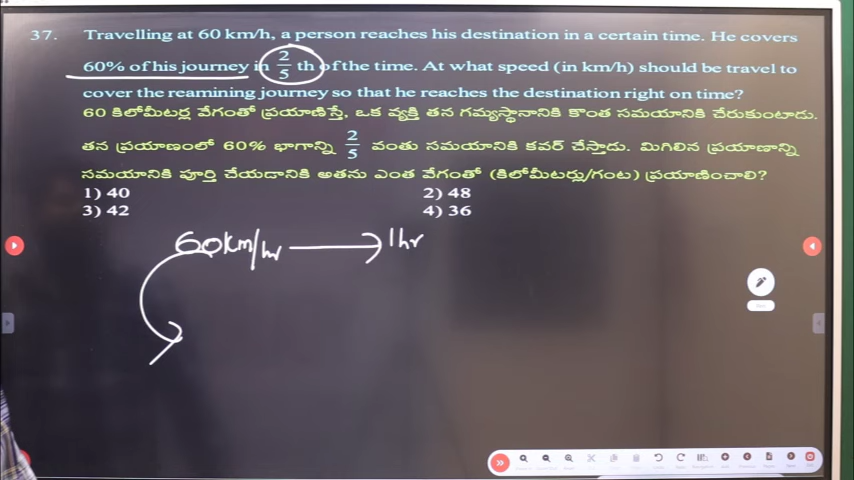 37. Travelling at 60 km/h, a person reaches his destination in a certain time. He covers
60% of his journey in 2/5 th of the time. At what speed (in km/h) should be travel to
cover the reamining journey so that he reaches the destination right on time?
60 కిలోమీటర్ల వేగంతో ప్రయాణిస్తే, ఒక వ్యక్తి తన గమ్యస్థానానికి కొంత సమయానికి చేరుకుంటాడు.
తన ప్రయాణంలో 60% భాగాన్ని 2/5 వంతు సమయానికి కవర్ చేస్తాడు. మిగిలిన ప్రయాణాన్ని
సమయానికి పూర్తి చేయడానికి అతను ఎంత వేగంతో (కిలోమీటర్లు/గంట) ప్రయాణించాలి?
1) 40 2) 48
3) 42 4) 36
60km/hr 1hr